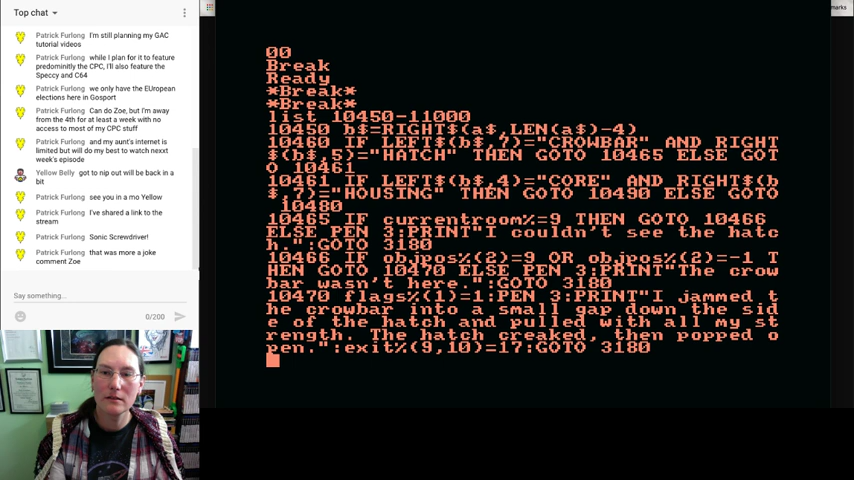 Top chat
Patrick Furlong I'm still planning my GAC
tutorial videos
Patrick Furlong while I plan for it to feature
predominitly the CPC, I'll also feature the
Speccy and C64
Patrick Furlong we only have the EUropean
elections here in Gosport
Patrick Furlong Can do Zoe, but I'm away
from the 4th for at least a week with no
access to most of my CPC stuff
Patrick Furlong and my aunt's internet is
limited but will do my best to watch nexxt
week's episode
Yellow Belly got to nip out will be back in a
bit
Patrick Furlong see you in a mo Yellow
Patrick Furlong I've shared a link to the
stream
Patrick Furlong Sonic Screwdriver!
Patrick Furlong that was more a joke
comment Zoe
Say something...
0/200
marks
00
Break
Ready
*Break*
*Break*
list 10450-11000
10450 b$=RIGHT$(a$,LEN(a$)-4)
10460 IF LEFT$(b$,7)="CROWBAR" AND RIGHT
$(b$,5)="HATCH" THEN GOTO 10465 ELSE GOT
O 10461
10461 IF LEFT$(b$,4)="CORE" AND RIGHT$(b
$,7)="HOUSING" THEN GOTO 10490 ELSE GOTO
10480
10465 IF currentroom%=9 THEN GOTO 10466
ELSE PEN 3:PRINT"I couldn't see the hatc
h.":GOTO 3180
10466 IF objpos%(2)=9 OR objpos%(2)=-1 T
HEN GOTO 10470 ELSE PEN 3:PRINT"The crow
bar wasn't here.":GOTO 3180
10470 flags%(1)=1:PEN 3:PRINT"I jammed t
he crowbar into a small gap down the sid
e of the hatch and pulled with all my st
rength. The hatch creaked, then popped o
pen.":exit%(9,10)=17:GOTO 3180